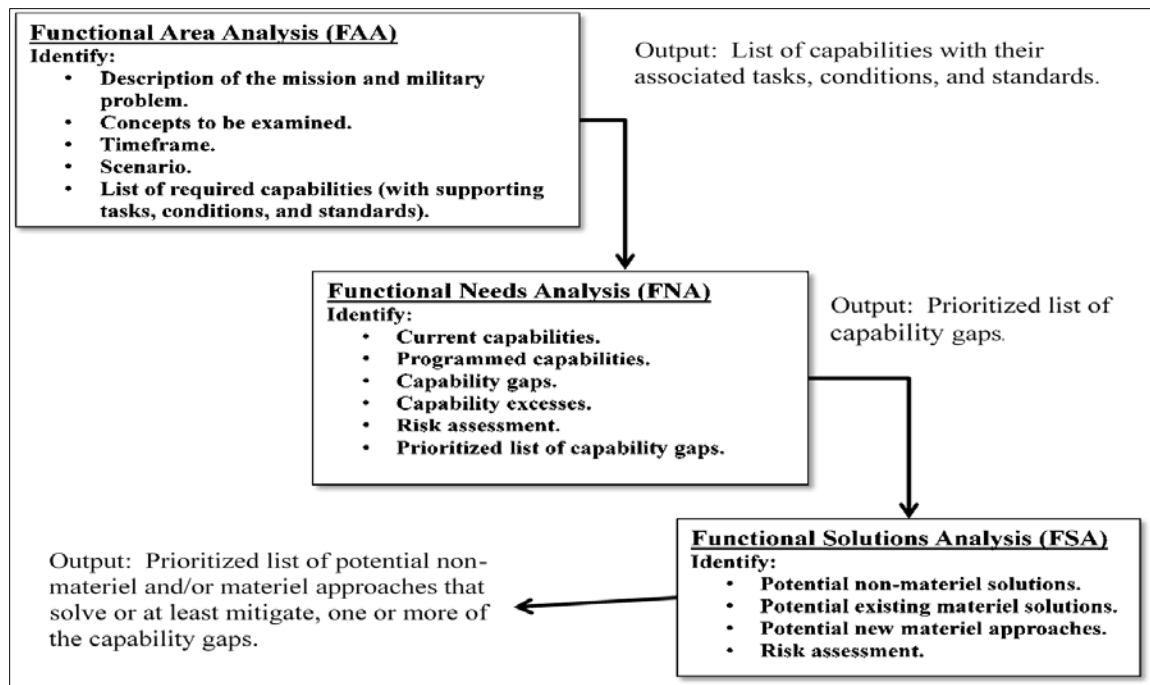 Functional Area Analysis (FAA)
Identify:
• Description of the mission and military
problem.
• Concepts to be examined.
• Timeframe.
• Scenario.
• List of required capabilities (with supporting
tasks, conditions, and standards).
Output: List of capabilities with their
associated tasks, conditions, and standards.
Functional Needs Analysis (FNA)
Identify:
• Current capabilities.
• Programmed capabilities.
• Capability gaps.
• Capability excesses.
• Risk assessment.
• Prioritized list of capability gaps.
Output: Prioritized list of
capability gaps.
Functional Solutions Analysis (FSA)
Identify:
• Potential non-materiel solutions.
• Potential existing materiel solutions.
• Potential new materiel approaches.
• Risk assessment.
Output: Prioritized list of potential non-
materiel and/or materiel approaches that
solve or at least mitigate, one or more of
the capability gaps.